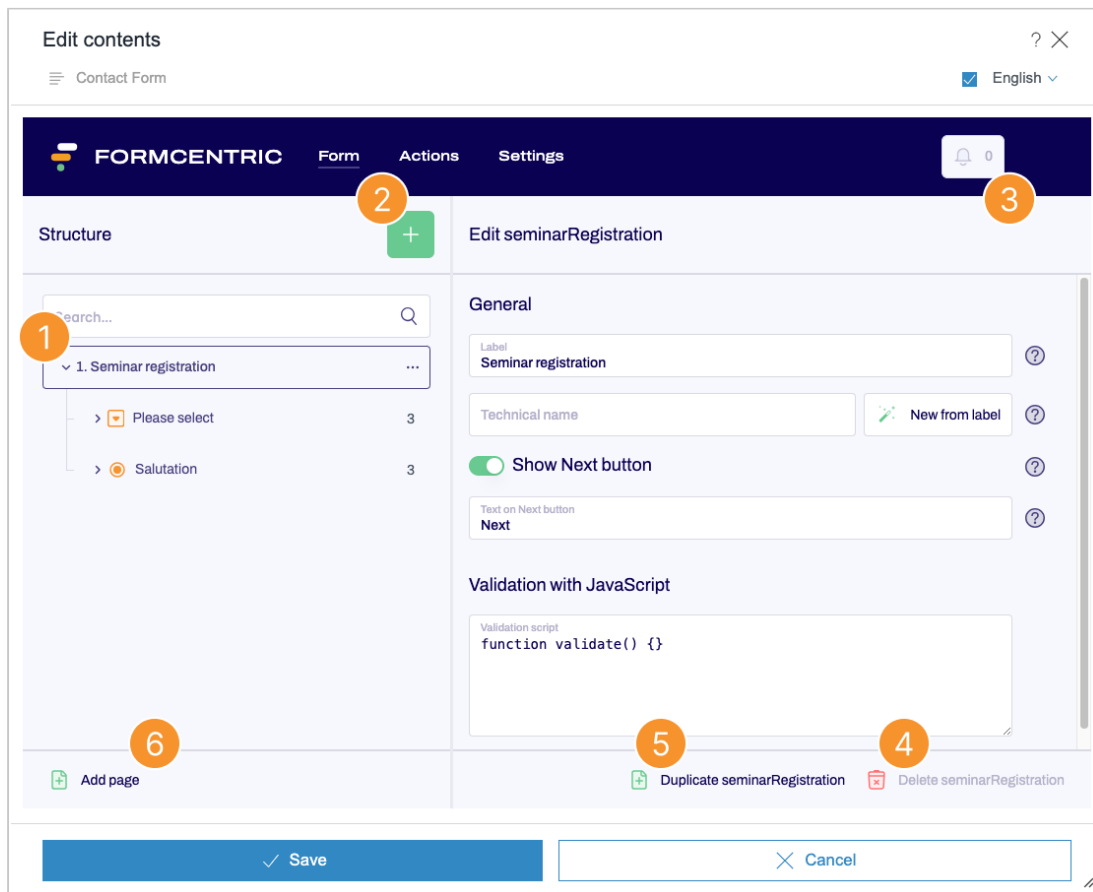 Edit contents
?
Contact Form
English
FORMCENTRIC Form Actions Settings 0
2
3
Structure
+
Edit seminarRegistration
General
Search...
1
Label
Seminar registration
?
1. Seminar registration ...
Technical name
New from label
?
Please select 3
Show Next button
?
Salutation 3
Text on Next button
Next
?
Validation with JavaScript
Validation script
function validate() {}
6
5
4
Add page
Duplicate seminarRegistration
Delete seminarRegistration
Save
Cancel